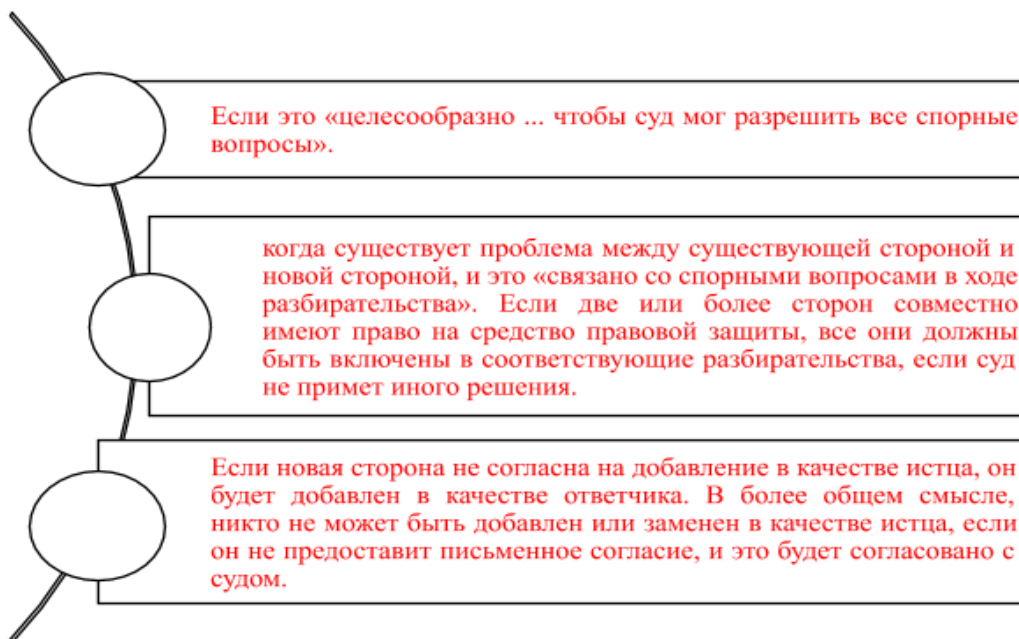 Если это «целесообразно ... чтобы суд мог разрешить все спорные
вопросы».
когда существует проблема между существующей стороной и
новой стороной, и это «связано со спорными вопросами в ходе
разбирательства». Если две или более сторон совместно
имеют право на средство правовой защиты, все они должны
быть включены в соответствующие разбирательства, если суд
не примет иного решения.
Если новая сторона не согласна на добавление в качестве истца, он
будет добавлен в качестве ответчика. В более общем смысле,
никто не может быть добавлен или заменен в качестве истца, если
он не предоставит письменное согласие, и это будет согласовано с
судом.